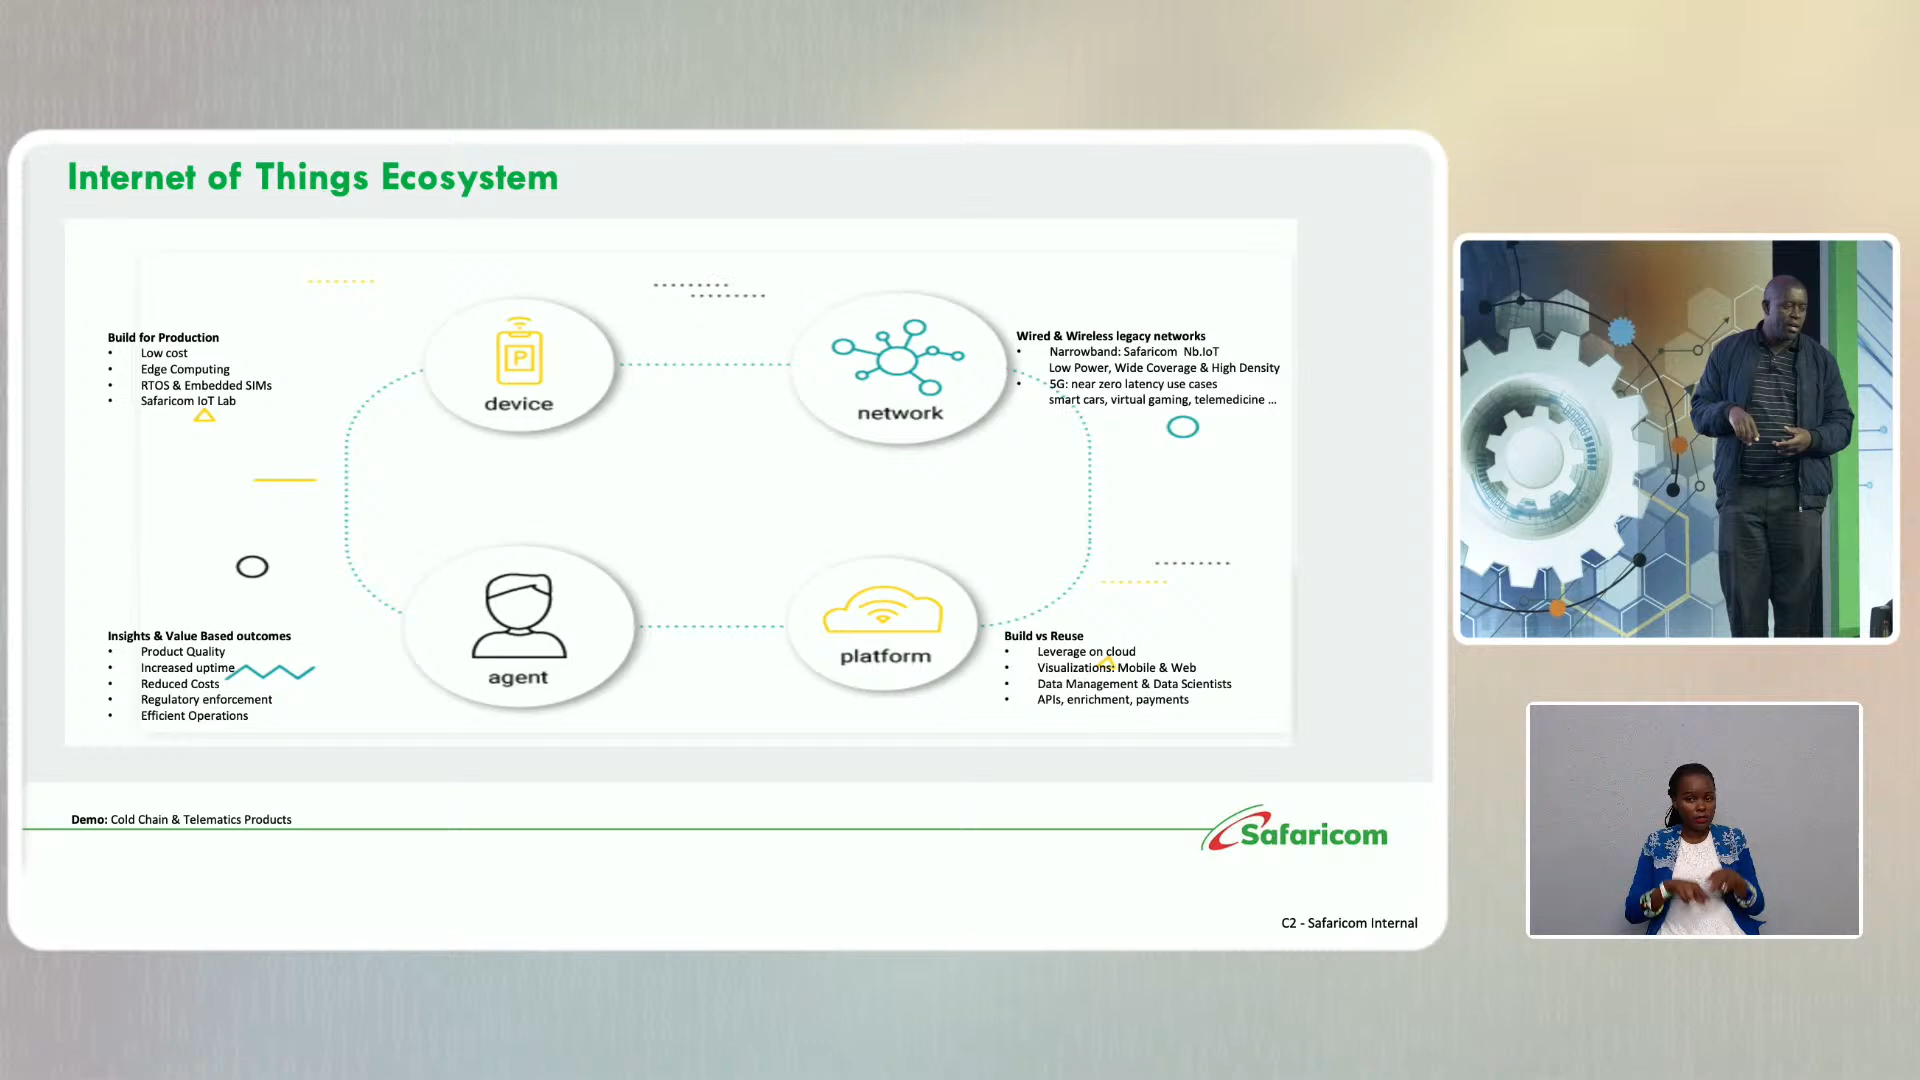 Internet of Things Ecosystem
Build for Production
• Low cost
• Edge Computing
• RTOS & Embedded SIMs
• Safaricom IoT Lab
P
device
network
Wired & Wireless legacy networks
• Narrowband: Safaricom Nb.IoT
Low Power, Wide Coverage & High Density
• 5G: near zero latency use cases
smart cars, virtual gaming, telemedicine ...
Insights & Value Based outcomes
• Product Quality
• Increased uptime
• Reduced Costs
• Regulatory enforcement
• Efficient Operations
agent
platform
Build vs Reuse
• Leverage on cloud
• Visualizations: Mobile & Web
• Data Management & Data Scientists
• APIs, enrichment, payments
Demo: Cold Chain & Telematics Products
Safaricom
C2 - Safaricom Internal